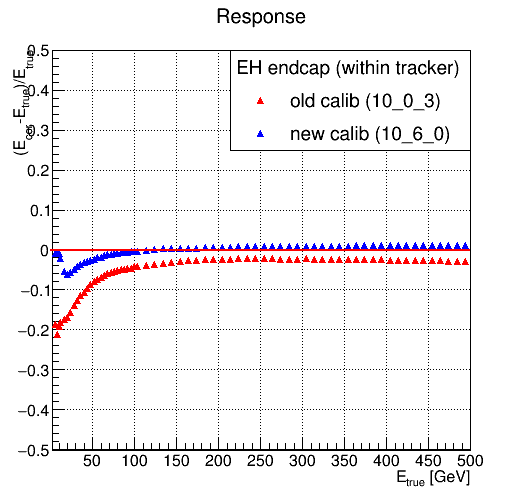 Response
(E_cor-E_true)/E_true
EH endcap (within tracker)
old calib (10_0_3)
new calib (10_6_0)
0.5
0.4
0.3
0.2
0.1
0
−0.1
−0.2
−0.3
−0.4
−0.5
50 100 150 200 250 300 350 400 450 500
E_true [GeV]